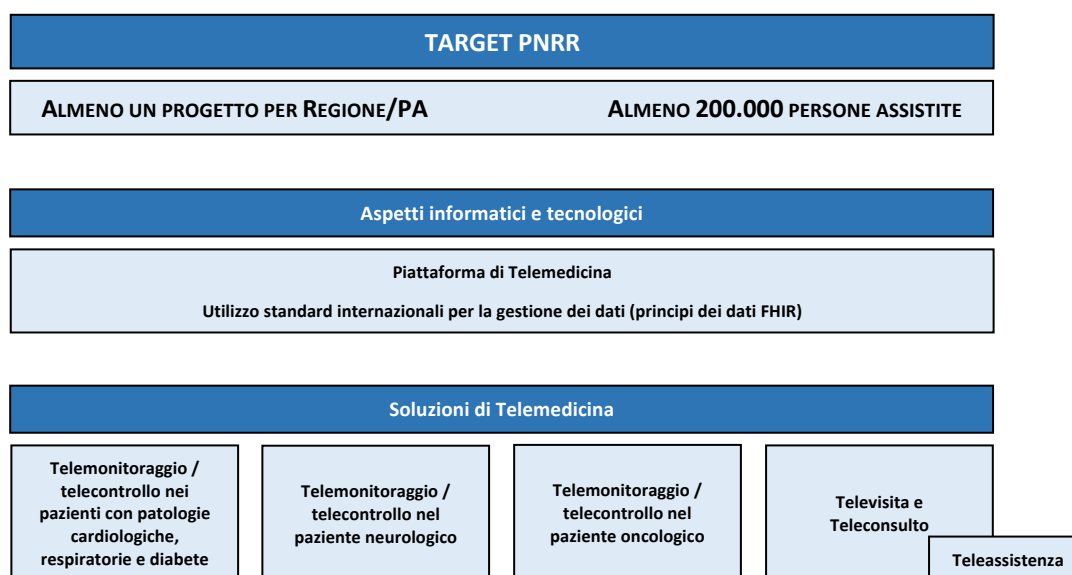 TARGET PNRR
ALMENO UN PROGETTO PER REGIONE/PA
ALMENO 200.000 PERSONE ASSISTITE
Aspetti informatici e tecnologici
Piattaforma di Telemedicina
Utilizzo standard internazionali per la gestione dei dati (principi dei dati FHIR)
Soluzioni di Telemedicina
Telemonitoraggio /
telecontrollo nei
pazienti con patologie
cardiologiche,
respiratorie e diabete
Telemonitoraggio /
telecontrollo nel
paziente neurologico
Telemonitoraggio /
telecontrollo nel
paziente oncologico
Televisita e
Teleconsulto
Teleassistenza